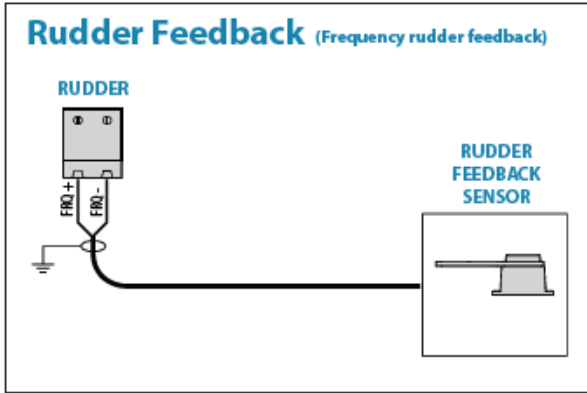 Rudder Feedback (Frequency rudder feedback)
RUDDER
FRQ +
FRQ -
RUDDER
FEEDBACK
SENSOR